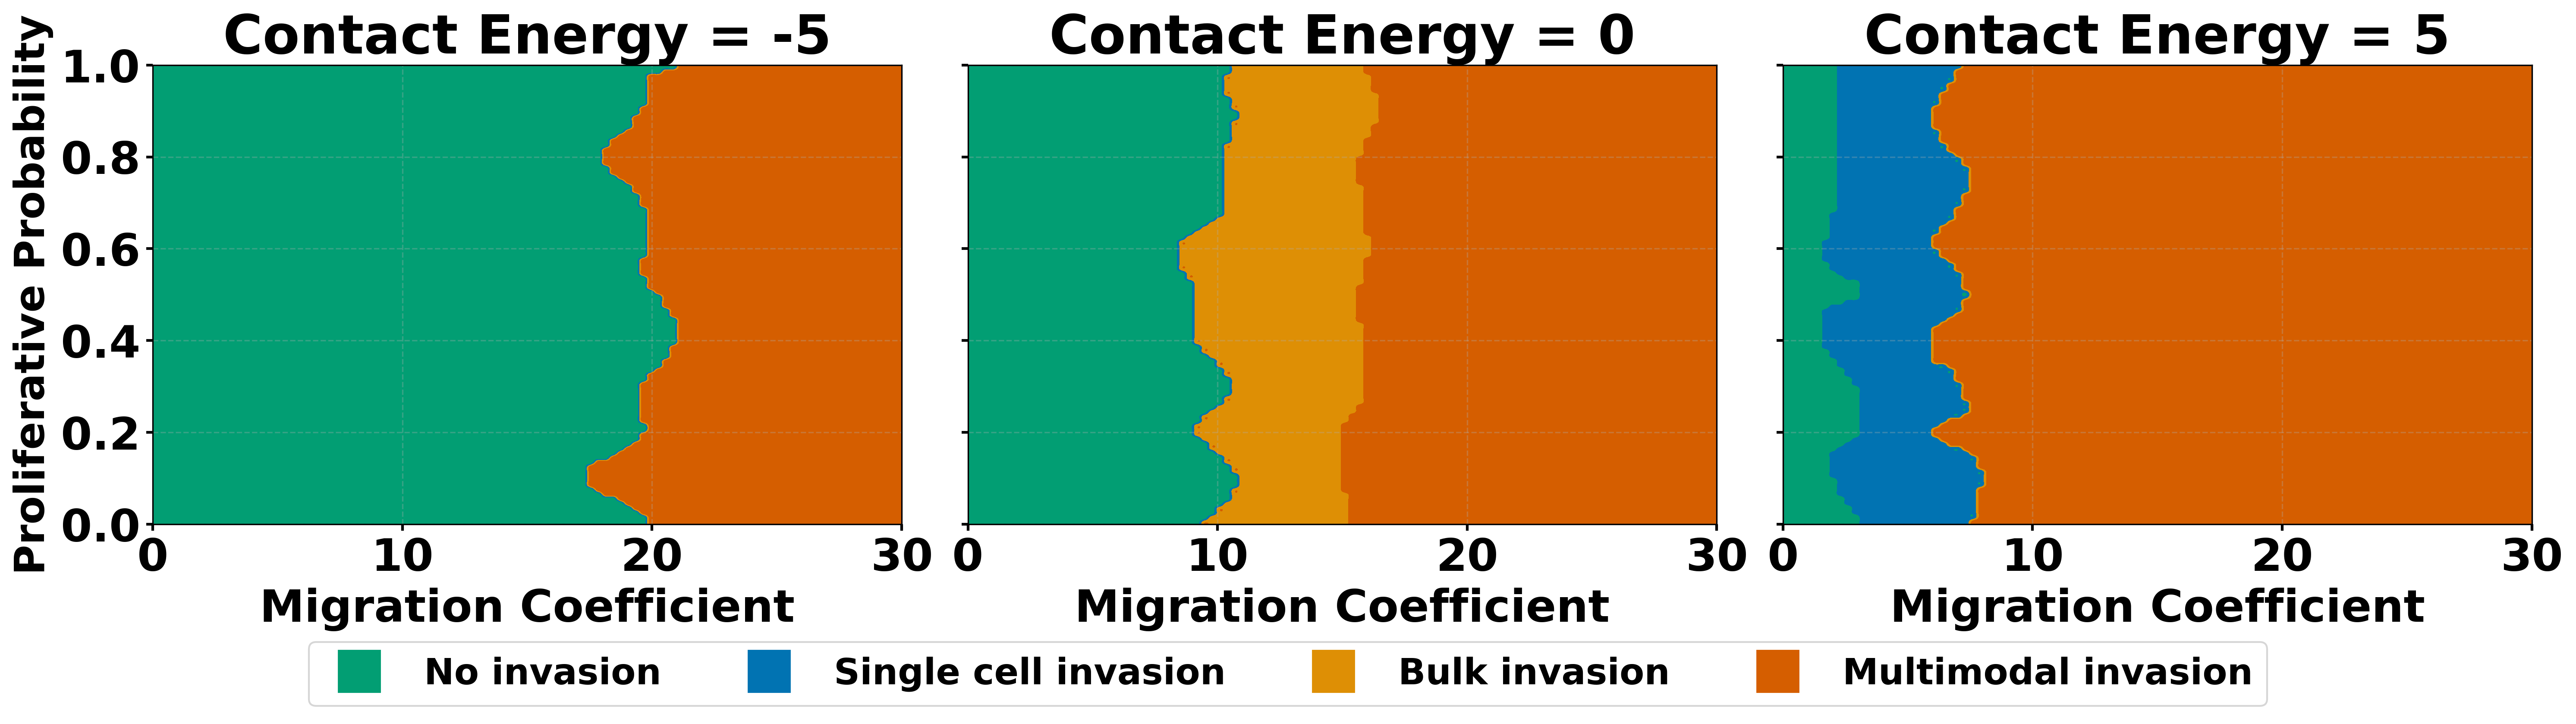 Contact Energy = -5
Contact Energy = 0
Contact Energy = 5
Proliferative Probability
1.0
0.8
0.6
0.4
0.2
0.0
0 10 20 30
0 10 20 30
0 10 20 30
Migration Coefficient
Migration Coefficient
Migration Coefficient
No invasion
Single cell invasion
Bulk invasion
Multimodal invasion